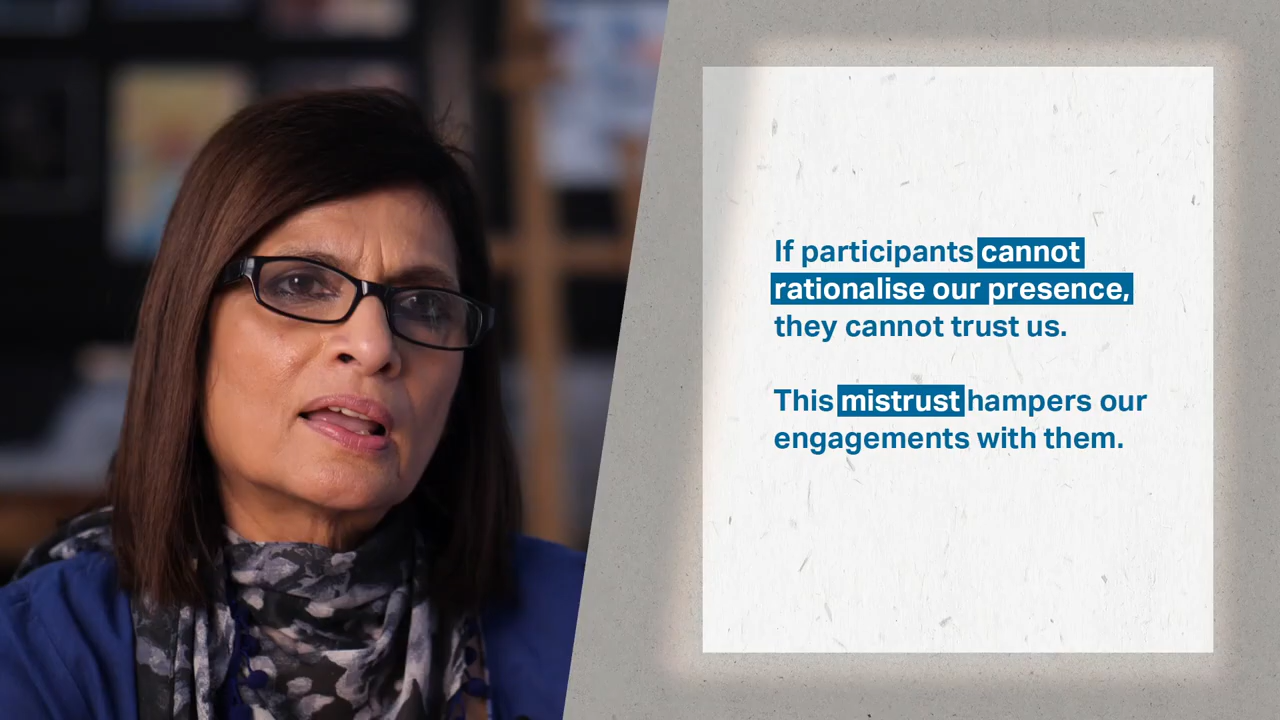 If participants cannot
rationalise our presence,
they cannot trust us.
This mistrust hampers our
engagements with them.